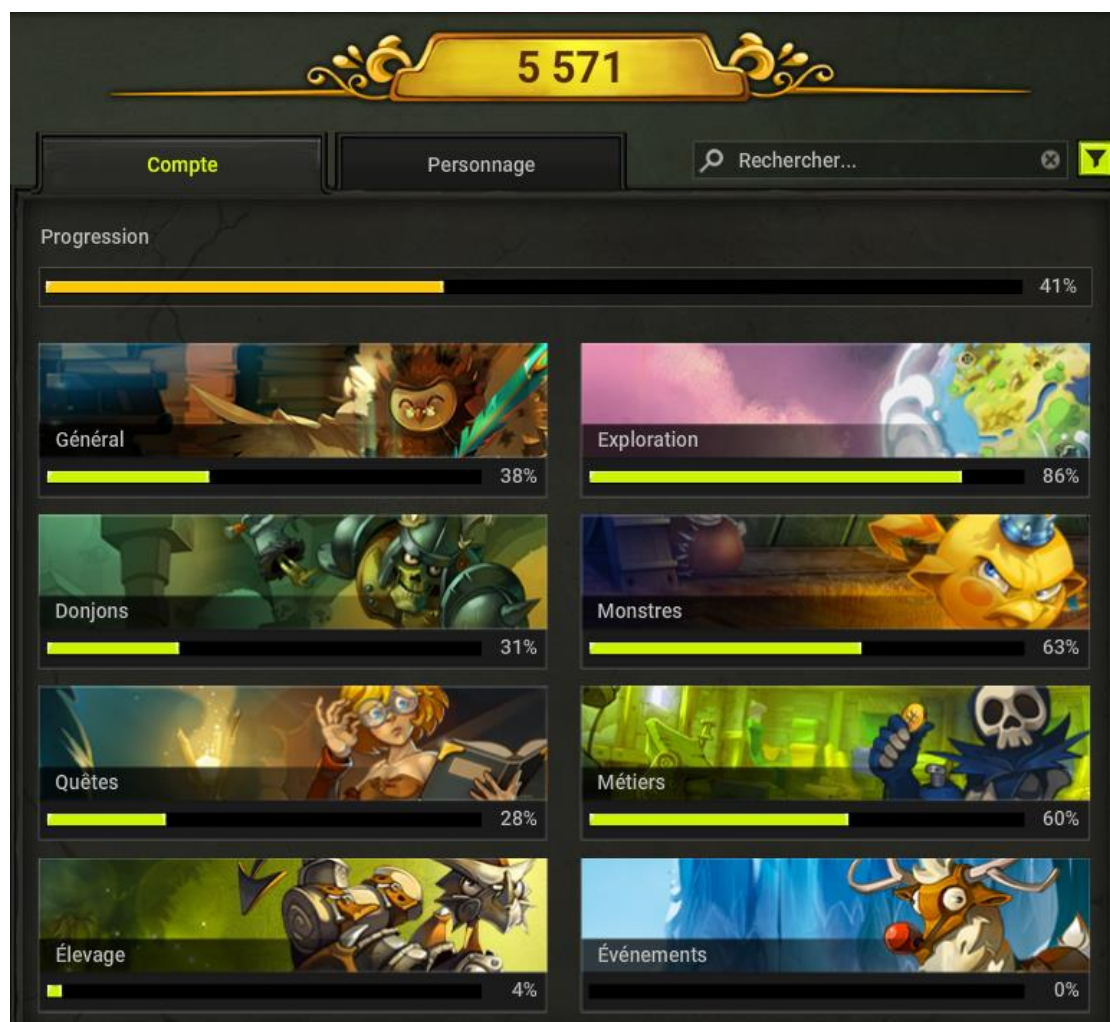 5 571
Compte
Personnage
Rechercher...
Progression
41%
Général
38%
Exploration
86%
Donjons
31%
Monstres
63%
Quêtes
28%
Métiers
60%
Élevage
4%
Événements
0%